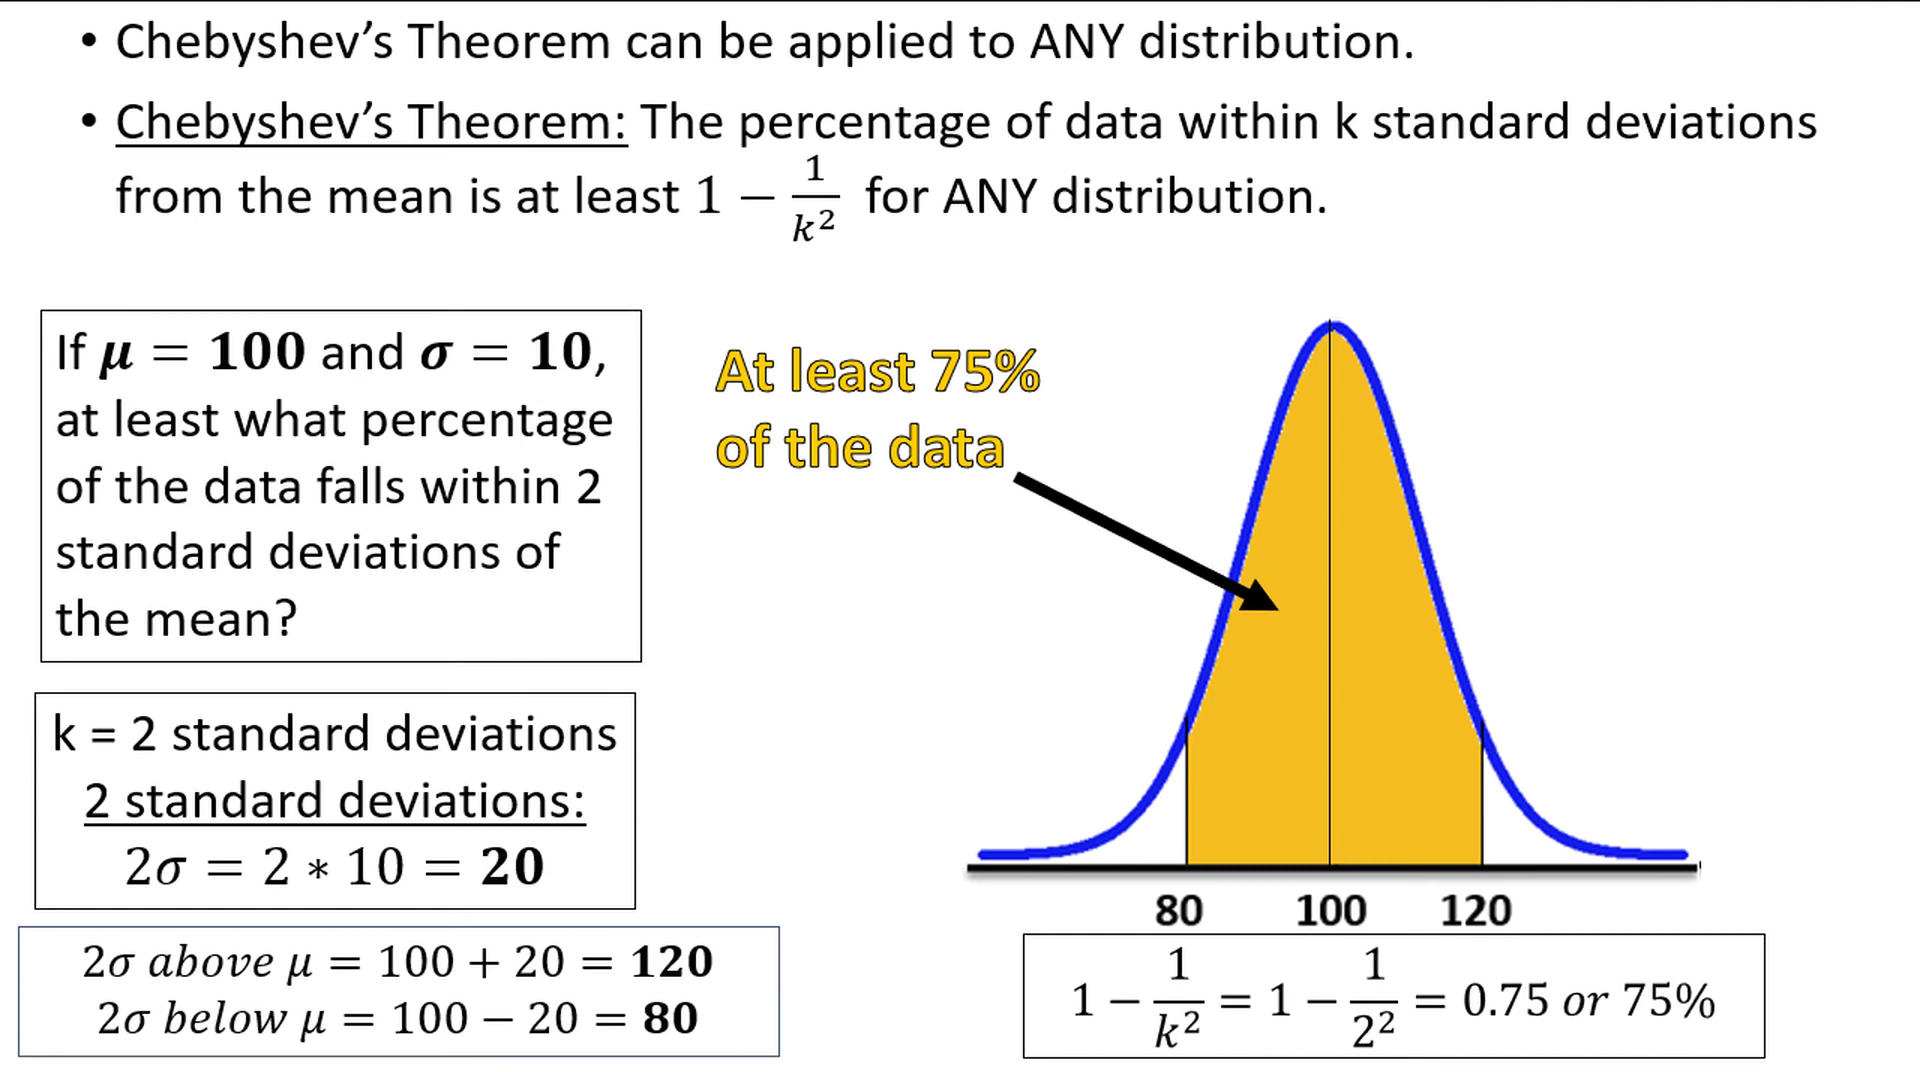 • Chebyshev’s Theorem can be applied to ANY distribution.
• Chebyshev’s Theorem: The percentage of data within k standard deviations
from the mean is at least 1 − 1/k² for ANY distribution.
If μ = 100 and σ = 10,
at least what percentage
of the data falls within 2
standard deviations of
the mean?
At least 75%
of the data
k = 2 standard deviations
2 standard deviations:
2σ = 2 ∗ 10 = 20
2σ above μ = 100 + 20 = 120
2σ below μ = 100 − 20 = 80
80 100 120
1 − 1/k² = 1 − 1/2² = 0.75 or 75%